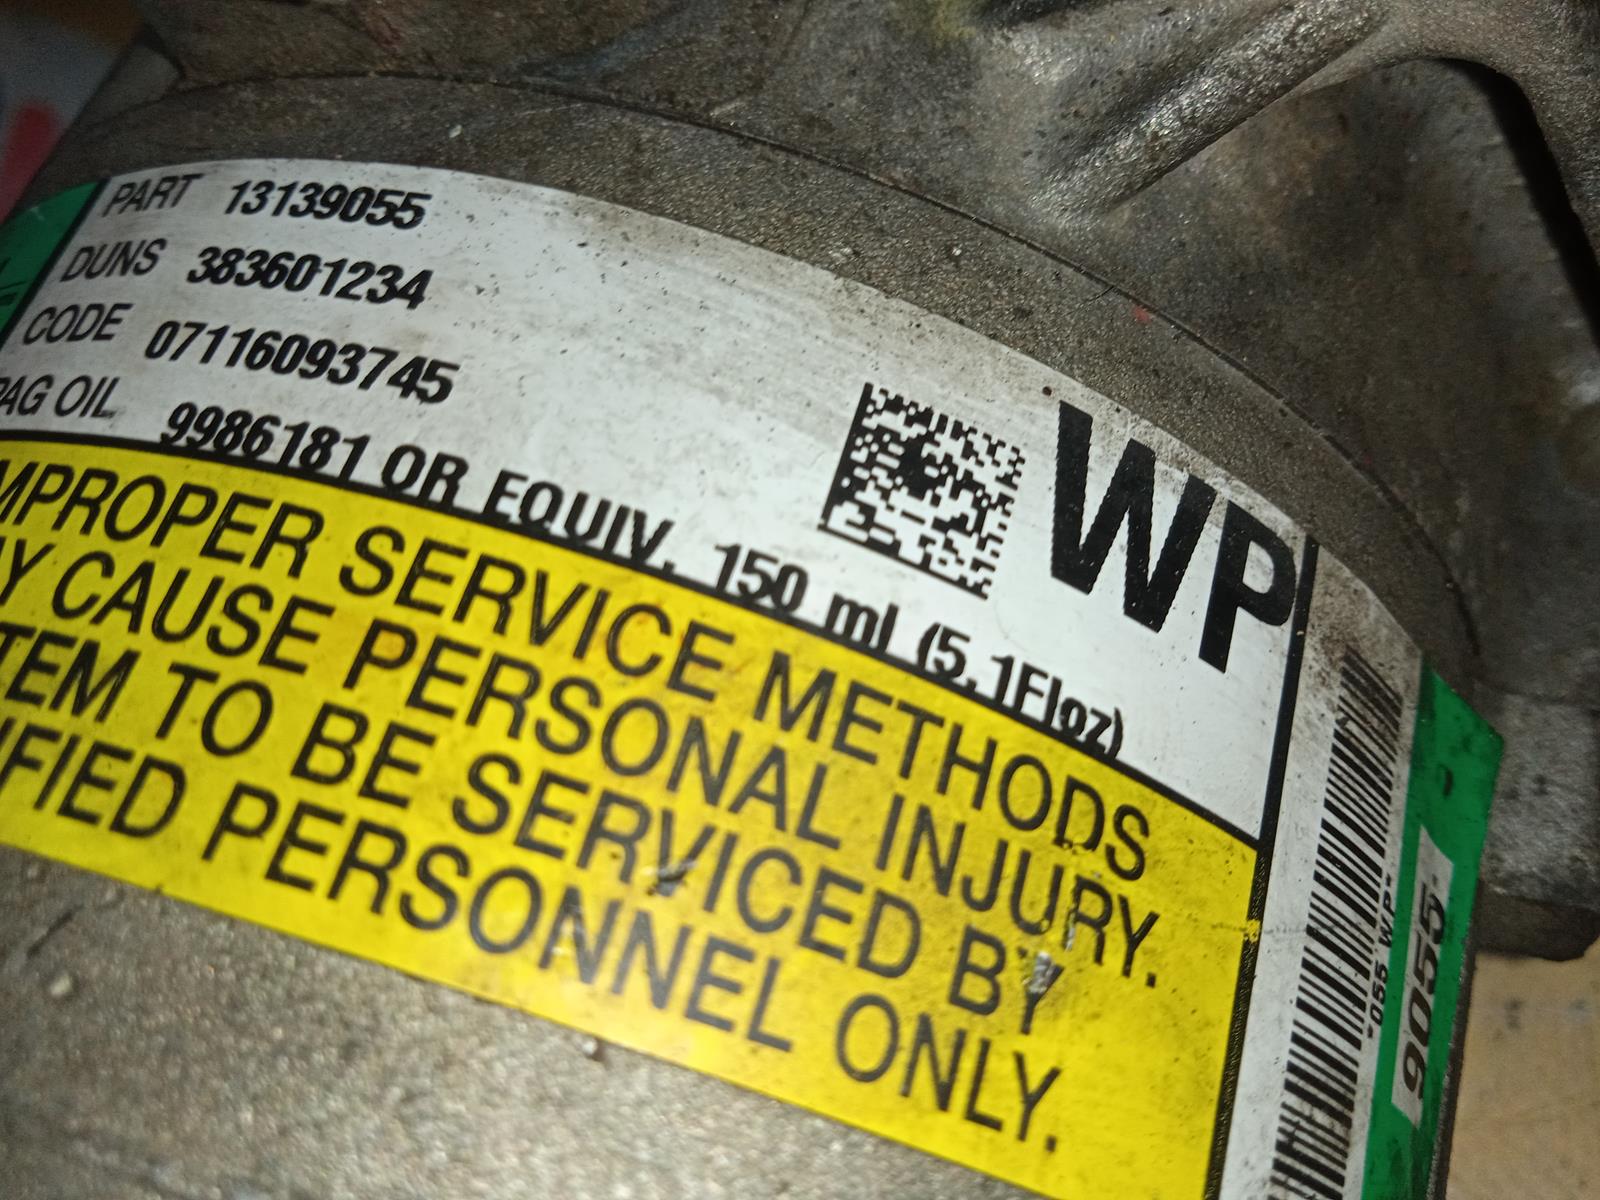 PART 13139055
DUNS 383601234
CODE 07116093745
PAG OIL 9986181 OR EQUIV. 150 ml (5.1Floz)
WP
MPROPER SERVICE METHODS
Y CAUSE PERSONAL INJURY.
TEM TO BE SERVICED BY
IFIED PERSONNEL ONLY.
*055 WP*
9055